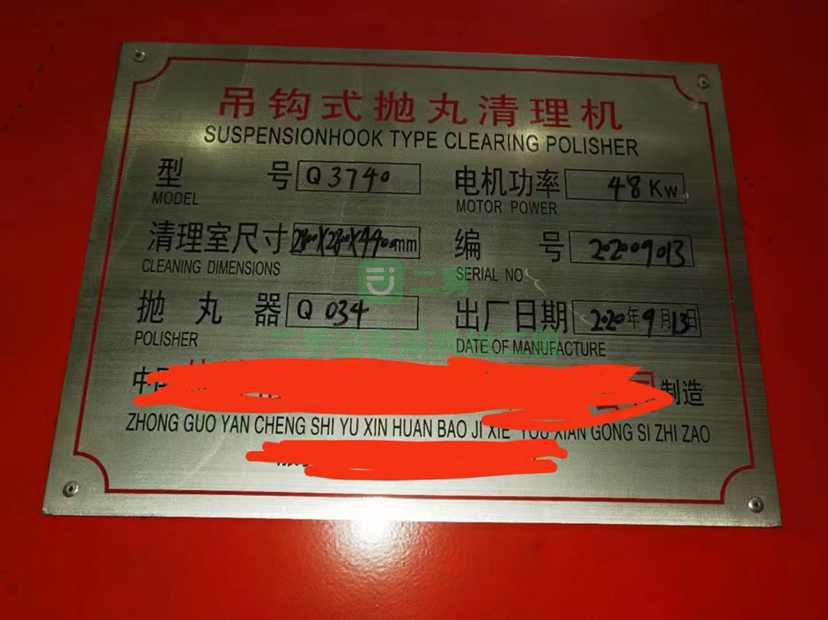 吊钩式抛丸清理机
SUSPENSIONHOOK TYPE CLEARING POLISHER
型 号 Q3740 电机功率 48Kw
MODEL MOTOR POWER
清理室尺寸 mm 编 号 202009013
CLEANING DIMENSIONS SERIAL NO
抛 丸 器 Q034 出厂日期 2020年9月13日
POLISHER DATE OF MANUFACTURE
中 制造
ZHONG GUO YAN CHENG SHI YU XIN HUAN BAO JI XIE YOU XIAN GONG SI ZHI ZAO
二易